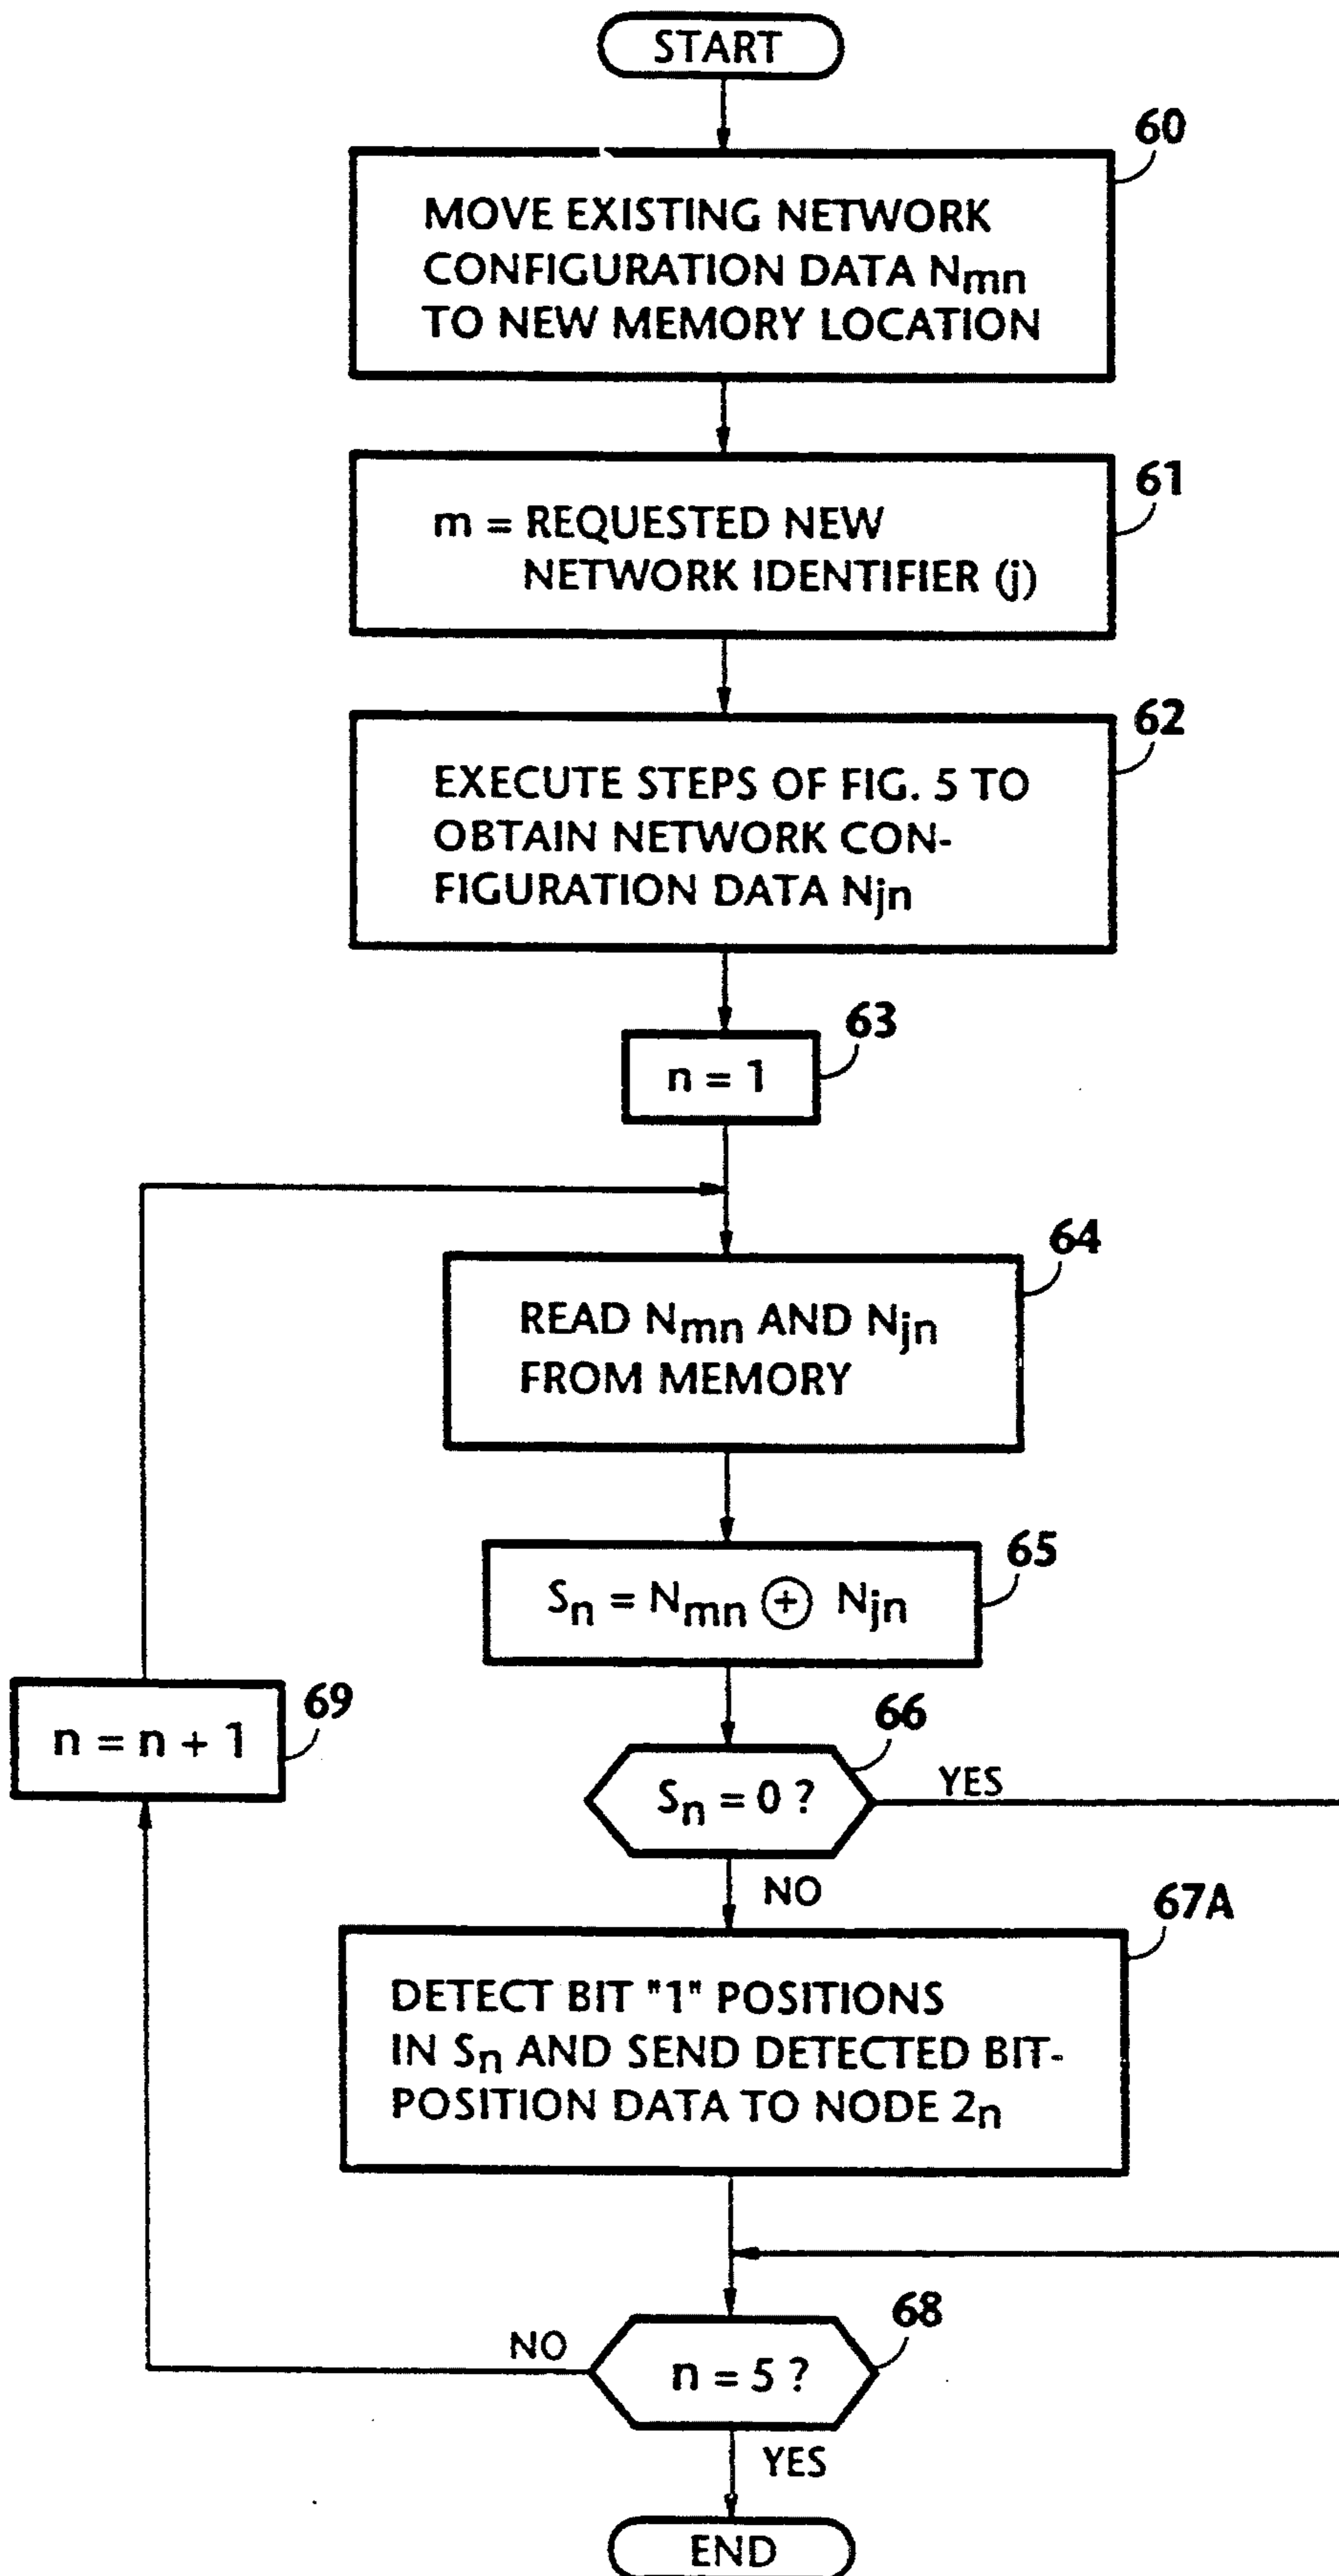 START
60
MOVE EXISTING NETWORK
CONFIGURATION DATA Nmn
TO NEW MEMORY LOCATION
61
m = REQUESTED NEW
NETWORK IDENTIFIER (j)
62
EXECUTE STEPS OF FIG. 5 TO
OBTAIN NETWORK CON-
FIGURATION DATA Njn
63
n = 1
64
READ Nmn AND Njn
FROM MEMORY
65
Sn = Nmn ⊕ Njn
69
n = n + 1
66
Sn = 0 ?
YES
NO
67A
DETECT BIT "1" POSITIONS
IN Sn AND SEND DETECTED BIT-
POSITION DATA TO NODE 2n
68
NO
n = 5 ?
YES
END